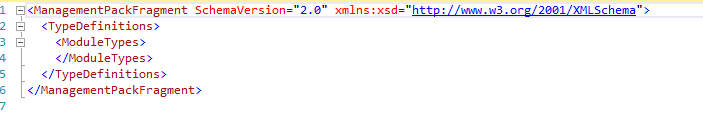 1 <ManagementPackFragment SchemaVersion="2.0" xmlns:xsd="http://www.w3.org/2001/XMLSchema">
2 <TypeDefinitions>
3 <ModuleTypes>
4 </ModuleTypes>
5 </TypeDefinitions>
6 </ManagementPackFragment>
7